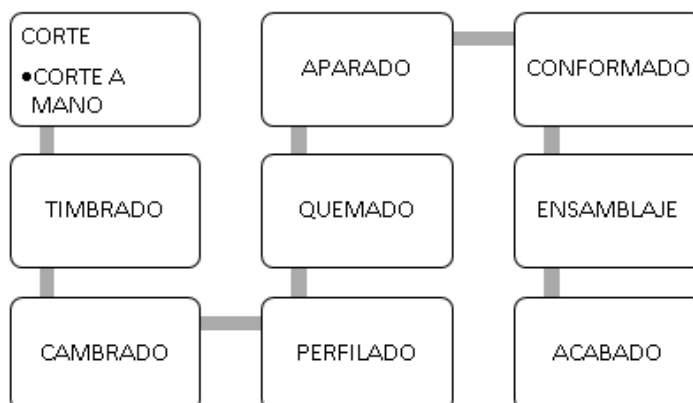 CORTE
•CORTE A
MANO
TIMBRADO
CAMBRADO
PERFILADO
QUEMADO
APARADO
CONFORMADO
ENSAMBLAJE
ACABADO